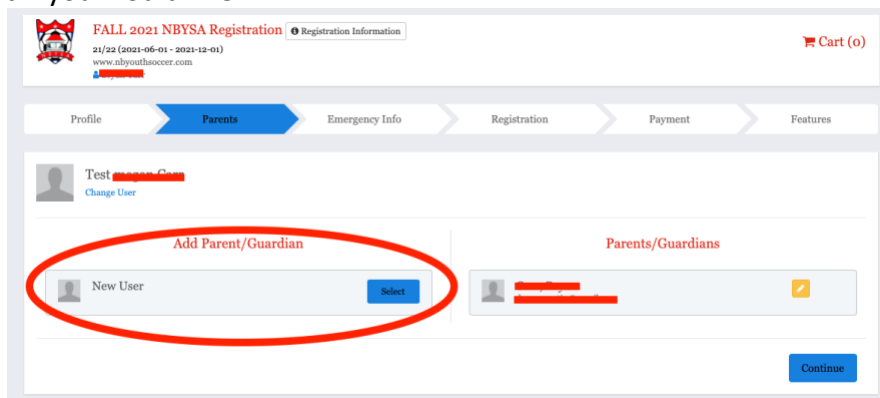 FALL 2021 NBYSA Registration Registration Information
21/22 (2021-06-01 - 2021-12-01)
www.nbyouthsoccer.com
Cart (0)
Profile Parents Emergency Info Registration Payment Features
Test
Change User
Add Parent/Guardian Parents/Guardians
New User Select
Continue